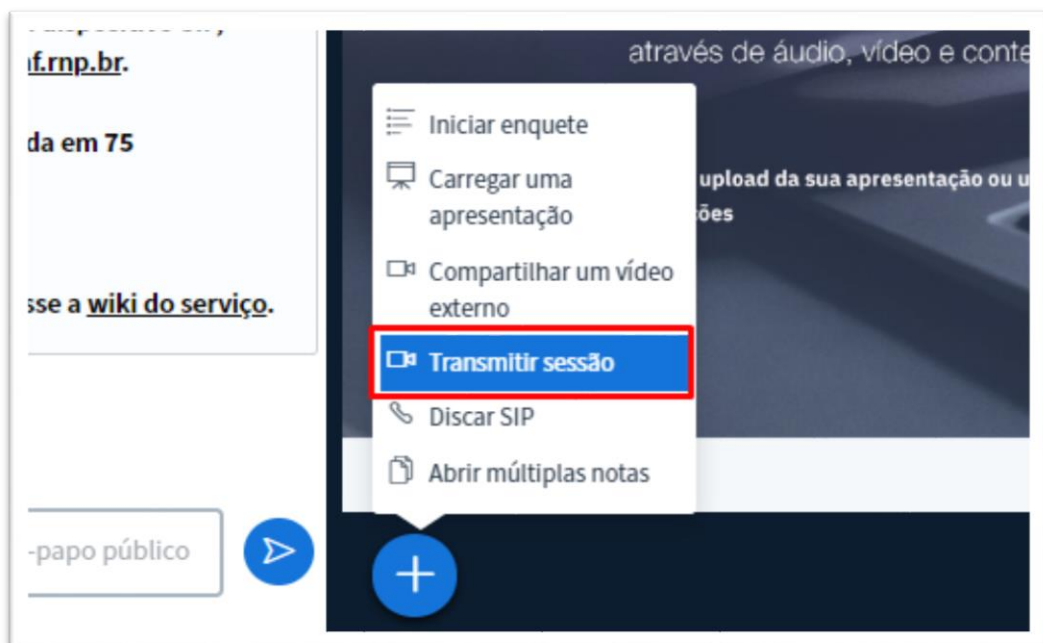 nf.rnp.br.
da em 75
sse a wiki do serviço.
-papo público
através de áudio, vídeo e conte
upload da sua apresentação ou u
ões
Iniciar enquete
Carregar uma
apresentação
Compartilhar um vídeo
externo
Transmitir sessão
Discar SIP
Abrir múltiplas notas